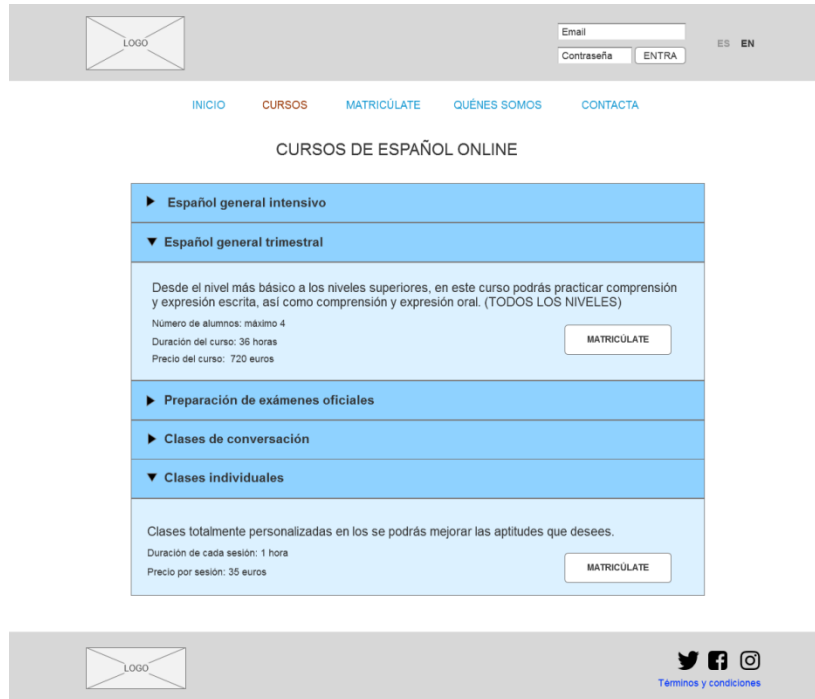 LOGO
Email
Contraseña ENTRA
ES EN
INICIO CURSOS MATRICÚLATE QUÉNES SOMOS CONTACTA
CURSOS DE ESPAÑOL ONLINE
Español general intensivo
Español general trimestral
Desde el nivel más básico a los niveles superiores, en este curso podrás practicar comprensión
y expresión escrita, así como comprensión y expresión oral. (TODOS LOS NIVELES)
Número de alumnos: máximo 4
Duración del curso: 36 horas
Precio del curso: 720 euros
MATRICÚLATE
Preparación de exámenes oficiales
Clases de conversación
Clases individuales
Clases totalmente personalizadas en los se podrás mejorar las aptitudes que desees.
Duración de cada sesión: 1 hora
Precio por sesión: 35 euros
MATRICÚLATE
LOGO
Términos y condiciones